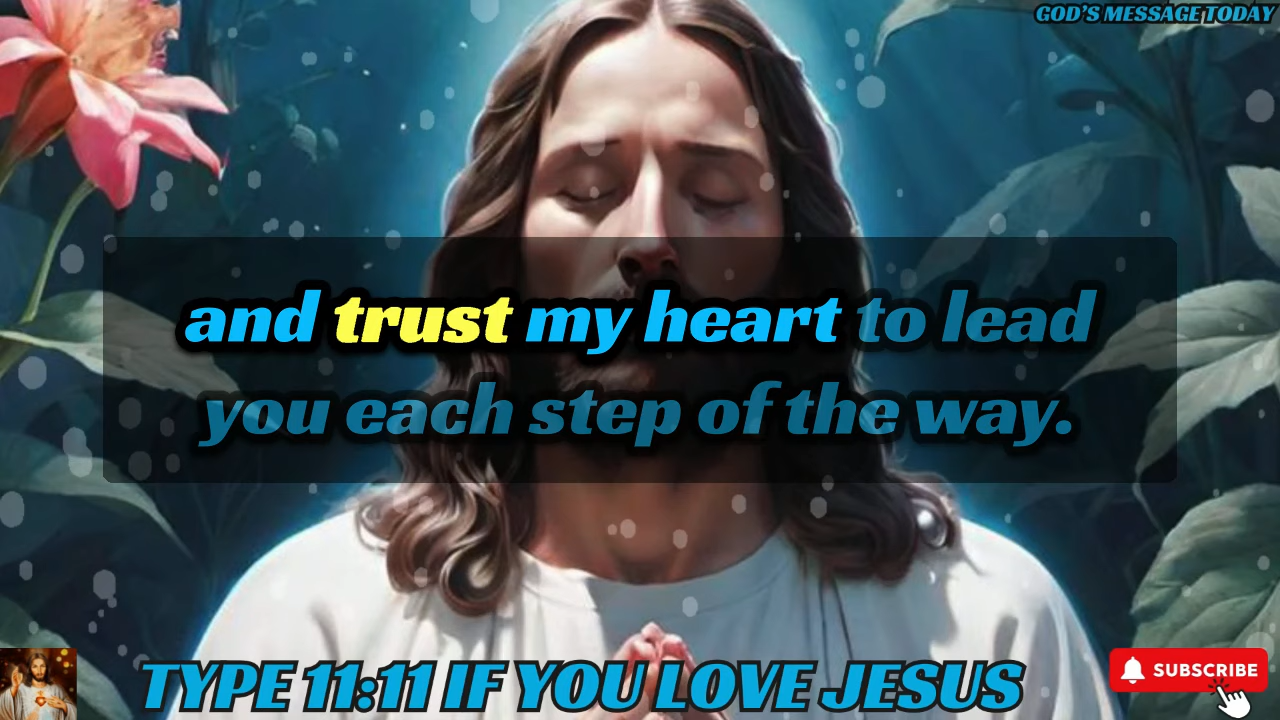 GOD'S MESSAGE TODAY
and trust my heart to lead
you each step of the way.
TYPE 11:11 IF YOU LOVE JESUS
SUBSCRIBE